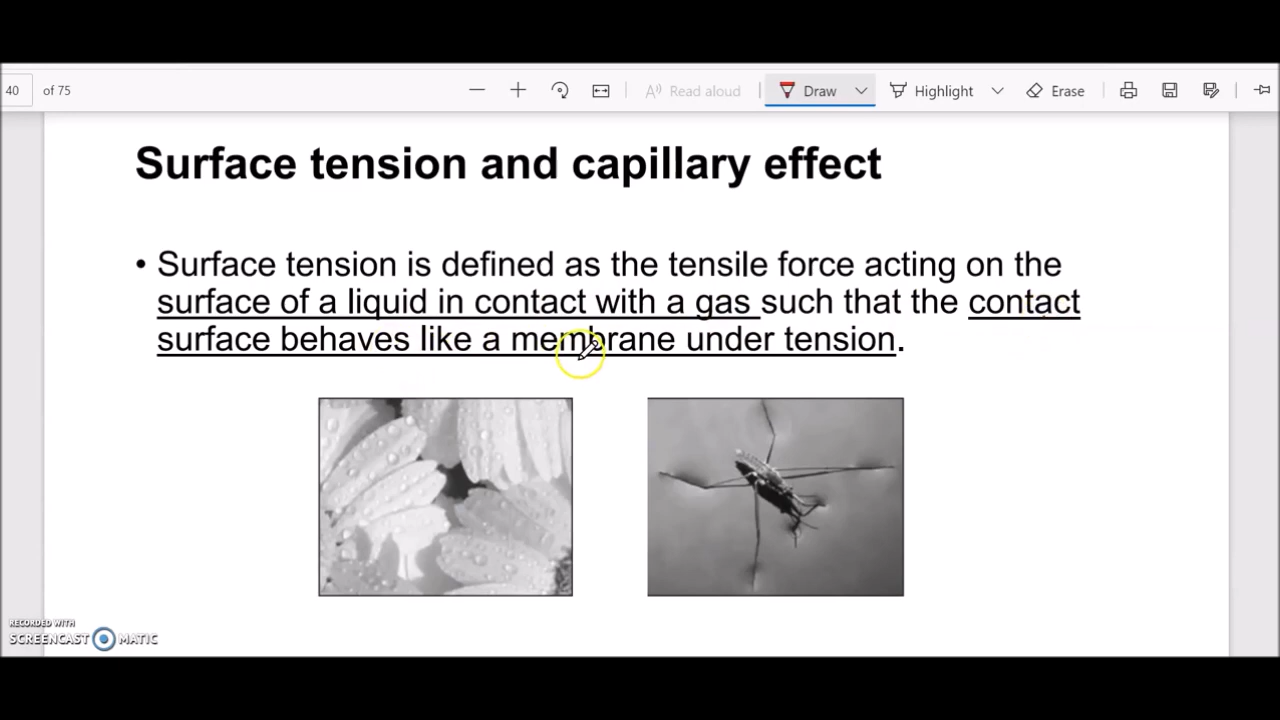 40 of 75 Read aloud Draw Highlight Erase
Surface tension and capillary effect
• Surface tension is defined as the tensile force acting on the
surface of a liquid in contact with a gas such that the contact
surface behaves like a membrane under tension.
RECORDED WITH
SCREENCAST MATIC